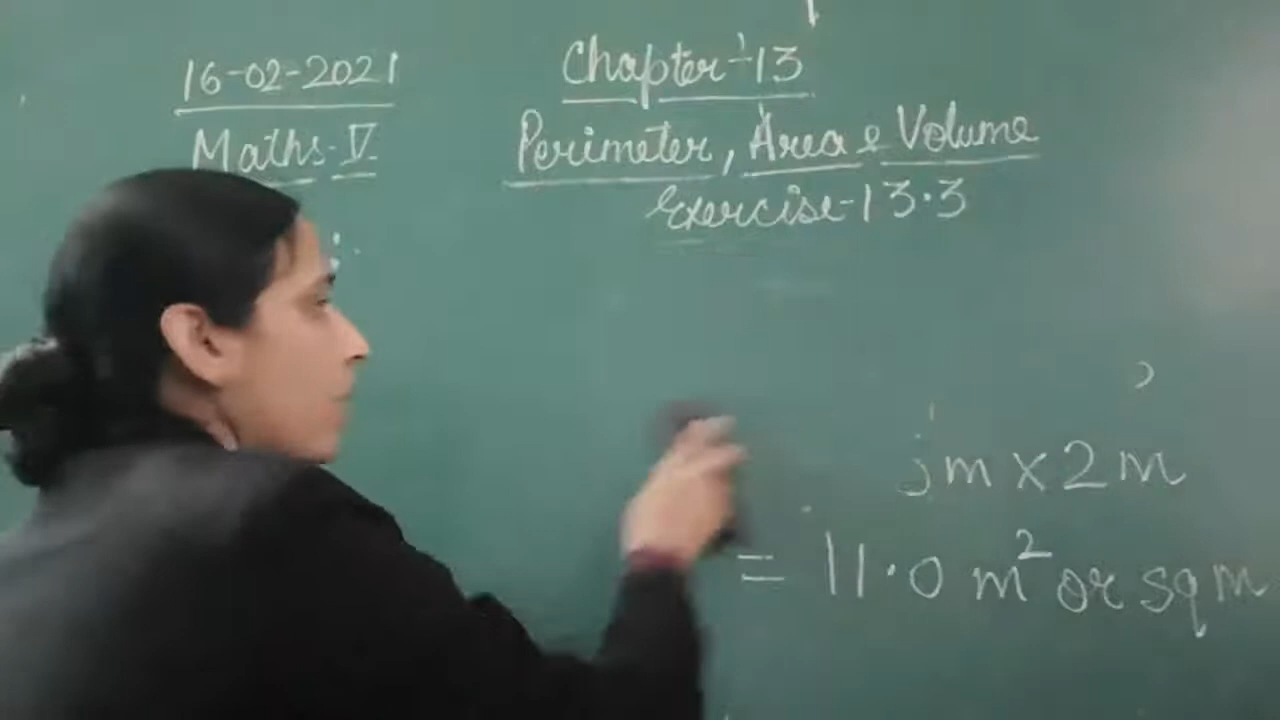 16-02-2021
Maths-V
Chapter-13
Perimeter, Area & Volume
Exercise-13.3
m x 2 m
= 11.0 m² or sq m